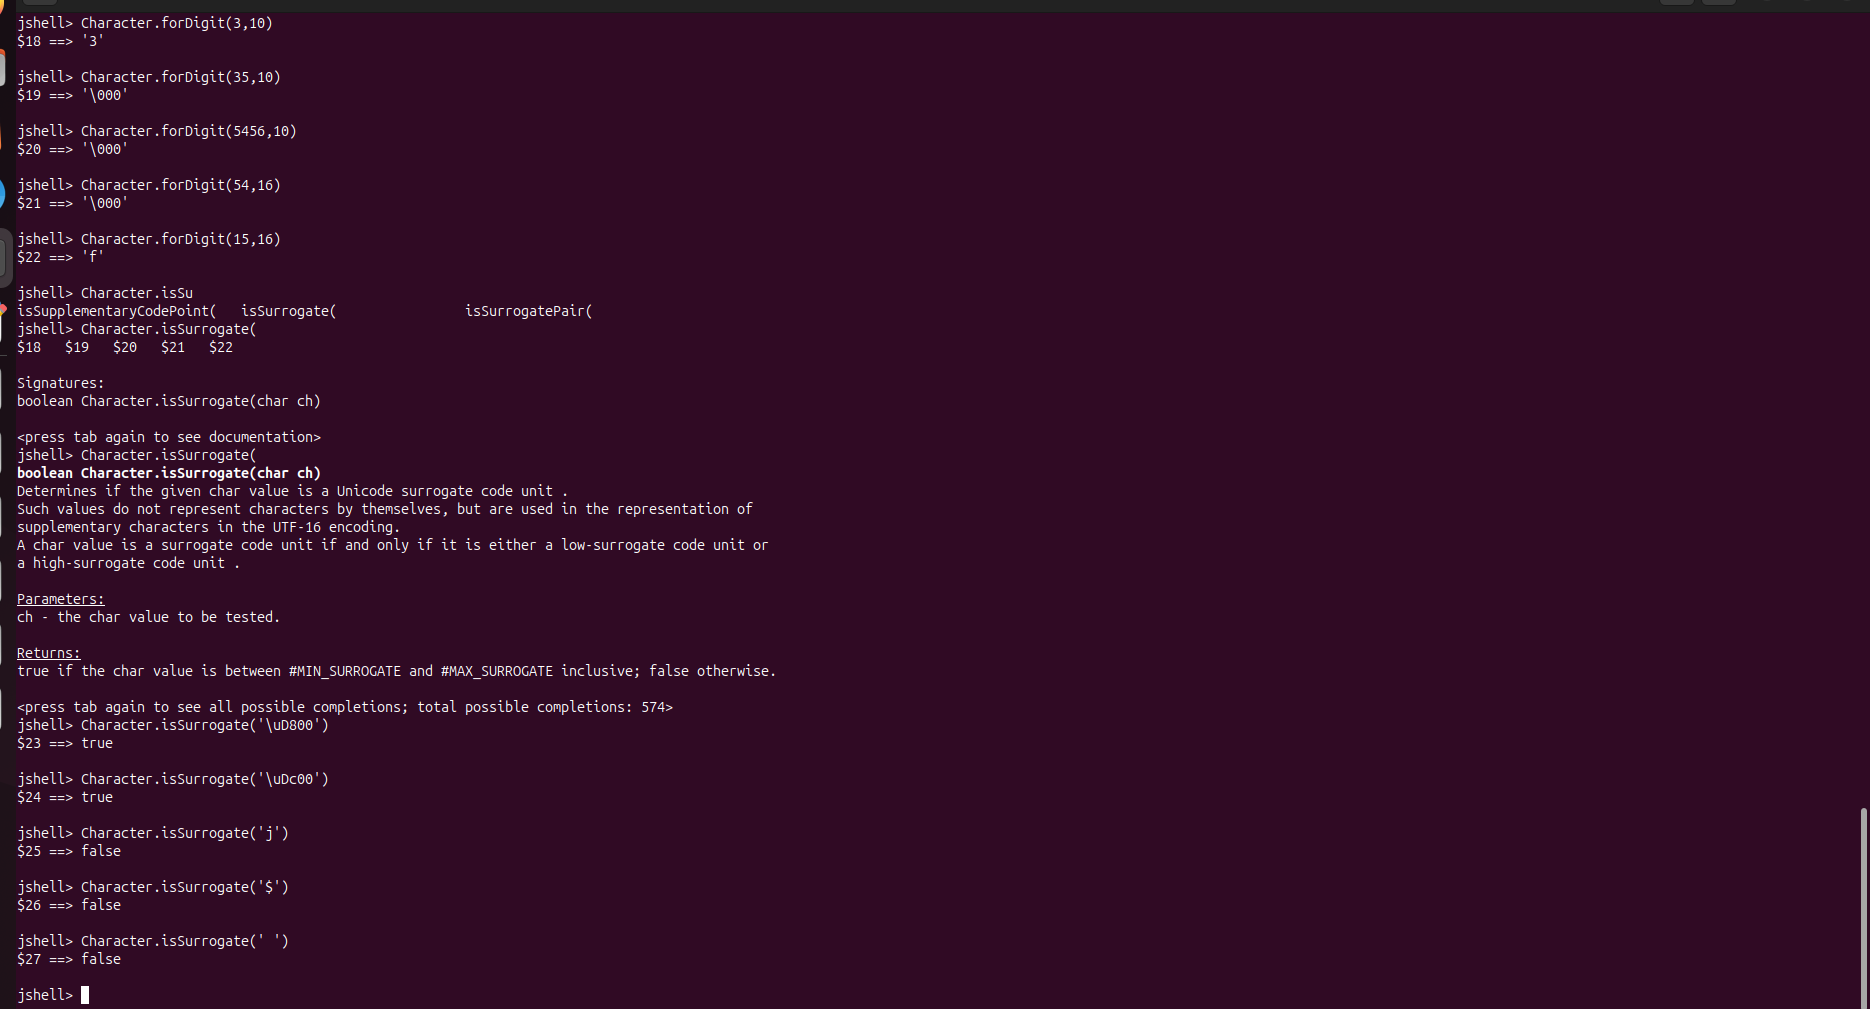 jshell> Character.forDigit(3,10)
$18 ==> '3'
jshell> Character.forDigit(35,10)
$19 ==> '\000'
jshell> Character.forDigit(5456,10)
$20 ==> '\000'
jshell> Character.forDigit(54,16)
$21 ==> '\000'
jshell> Character.forDigit(15,16)
$22 ==> 'f'
jshell> Character.isSu
isSupplementaryCodePoint(   isSurrogate(                isSurrogatePair(
jshell> Character.isSurrogate(
$18   $19   $20   $21   $22
Signatures:
boolean Character.isSurrogate(char ch)
<press tab again to see documentation>
jshell> Character.isSurrogate(
boolean Character.isSurrogate(char ch)
Determines if the given char value is a Unicode surrogate code unit .
Such values do not represent characters by themselves, but are used in the representation of
supplementary characters in the UTF-16 encoding.
A char value is a surrogate code unit if and only if it is either a low-surrogate code unit or
a high-surrogate code unit .
Parameters:
ch - the char value to be tested.
Returns:
true if the char value is between #MIN_SURROGATE and #MAX_SURROGATE inclusive; false otherwise.
<press tab again to see all possible completions; total possible completions: 574>
jshell> Character.isSurrogate('\uD800')
$23 ==> true
jshell> Character.isSurrogate('\uDc00')
$24 ==> true
jshell> Character.isSurrogate('j')
$25 ==> false
jshell> Character.isSurrogate('$')
$26 ==> false
jshell> Character.isSurrogate(' ')
$27 ==> false
jshell>